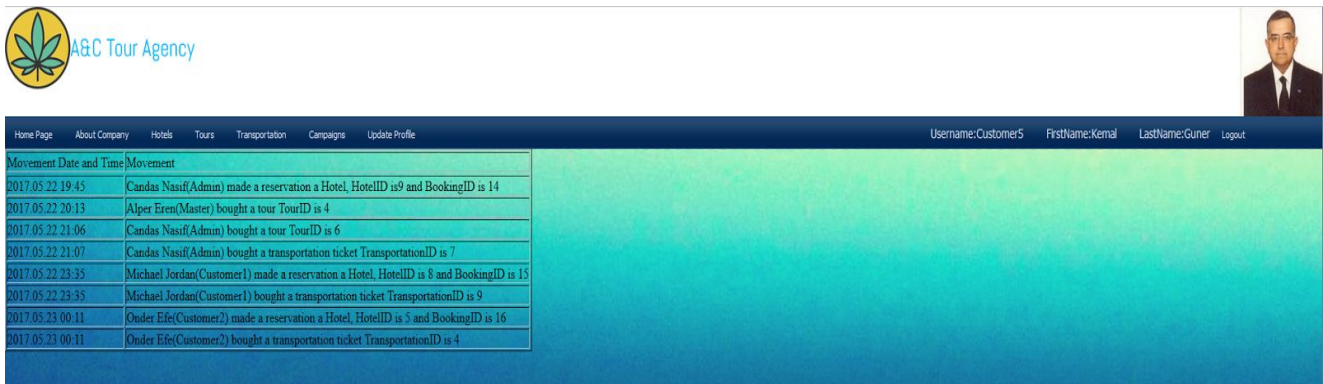 A&C Tour Agency
Home Page About Company Hotels Tours Transportation Campaigns Update Profile Username:Customer5 FirstName:Kemal LastName:Guner Logout
Movement Date and Time Movement
2017.05.22 19:45 Candas Nasif(Admin) made a reservation a Hotel, HotelID is9 and BookingID is 14
2017.05.22 20:13 Alper Eren(Master) bought a tour TourID is 4
2017.05.22 21:06 Candas Nasif(Admin) bought a tour TourID is 6
2017.05.22 21:07 Candas Nasif(Admin) bought a transportation ticket TransportationID is 7
2017.05.22 23:35 Michael Jordan(Customer1) made a reservation a Hotel, HotelID is 8 and BookingID is 15
2017.05.22 23:35 Michael Jordan(Customer1) bought a transportation ticket TransportationID is 9
2017.05.23 00:11 Onder Efe(Customer2) made a reservation a Hotel, HotelID is 5 and BookingID is 16
2017.05.23 00:11 Onder Efe(Customer2) bought a transportation ticket TransportationID is 4